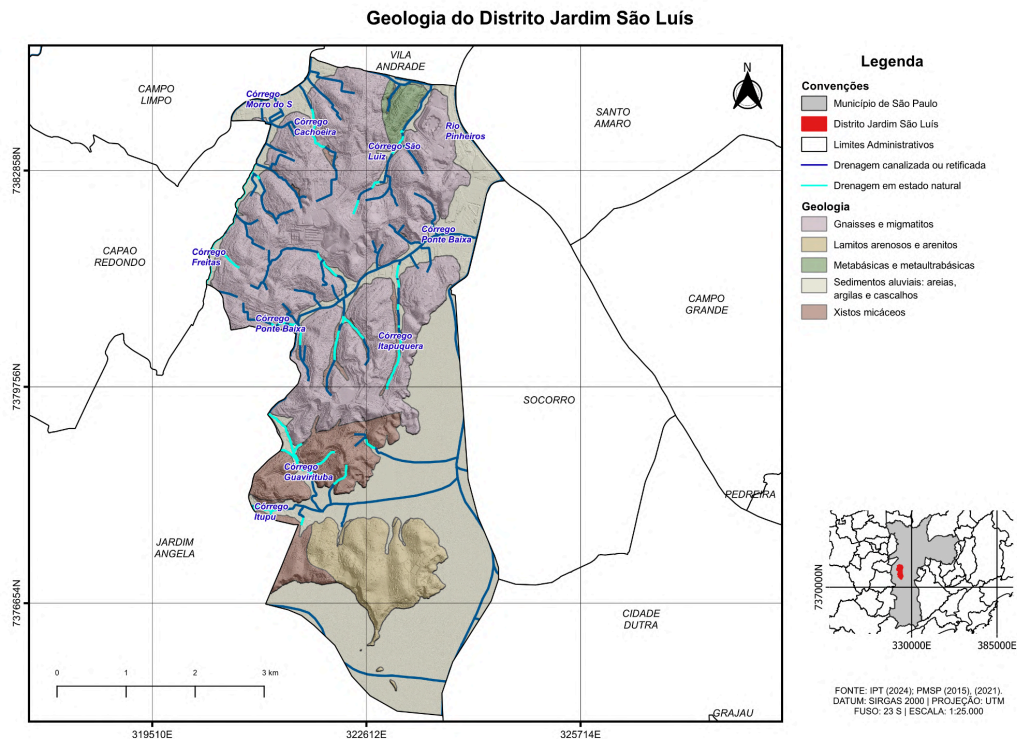 Geologia do Distrito Jardim São Luís
VILA
ANDRADE
CAMPO
LIMPO
SANTO
AMARO
CAPAO
REDONDO
CAMPO
GRANDE
SOCORRO
PEDREIRA
JARDIM
ANGELA
CIDADE
DUTRA
GRAJAU
Córrego
Morro do S
Córrego
Cachoeira
Córrego São
Luiz
Rio
Pinheiros
Córrego
Ponte Baixa
Córrego
Freitas
Córrego
Ponte Baixa
Córrego
Itapuquera
Córrego
Guavirituba
Córrego
Itupu
N
7382858N
7379756N
7376654N
319510E
322612E
325714E
0
1
2
3 km
Legenda
Convenções
Município de São Paulo
Distrito Jardim São Luís
Limites Administrativos
Drenagem canalizada ou retificada
Drenagem em estado natural
Geologia
Gnaisses e migmatitos
Lamitos arenosos e arenitos
Metabásicas e metaultrabásicas
Sedimentos aluviais: areias,
argilas e cascalhos
Xistos micáceos
7370000N
330000E
385000E
FONTE: IPT (2024); PMSP (2015), (2021).
DATUM: SIRGAS 2000 | PROJEÇÃO: UTM
FUSO: 23 S | ESCALA: 1:25.000